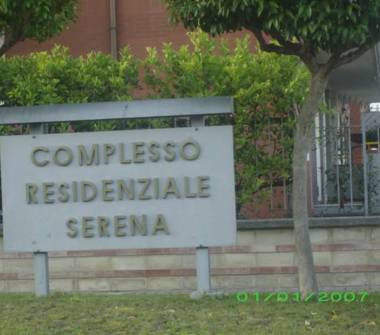 COMPLESSO
RESIDENZIALE
SERENA
01/01/2007